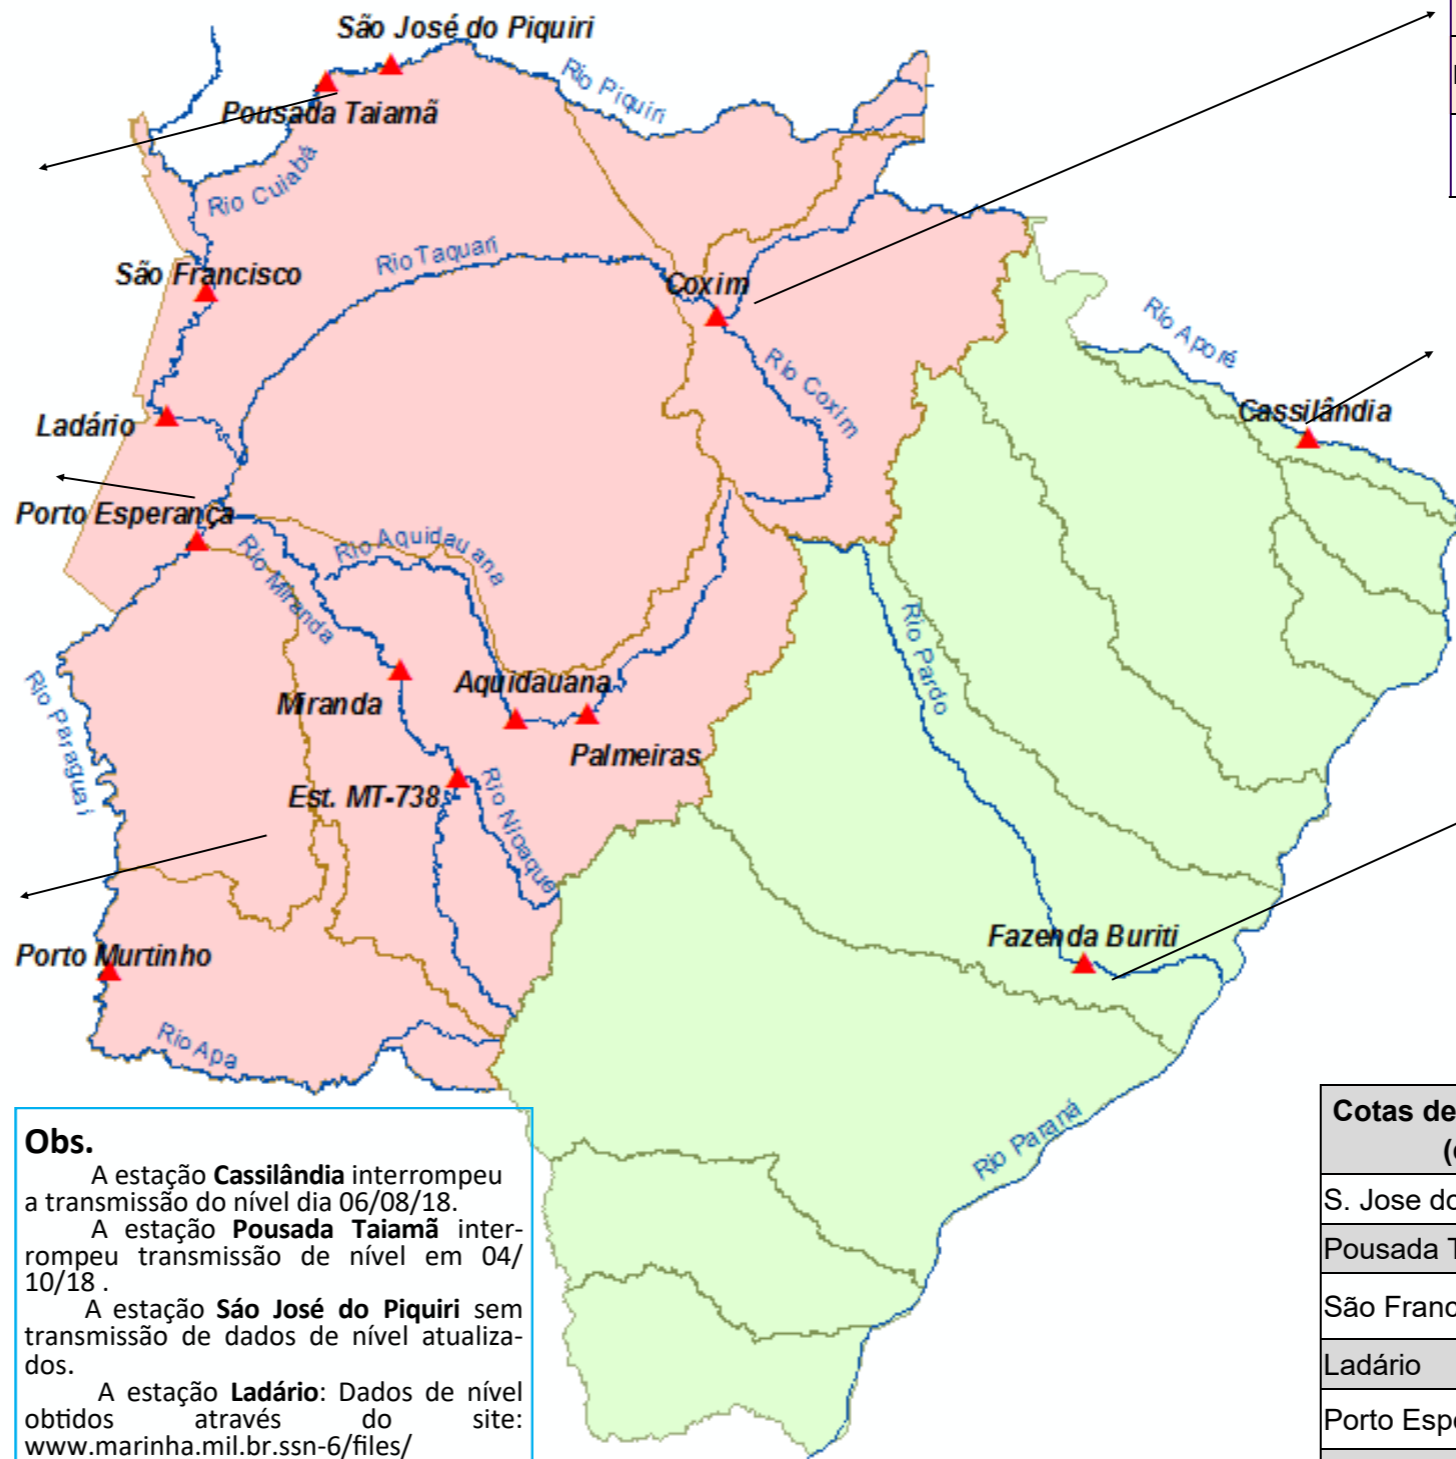 São José do Piquiri
Rio Piquiri
Pousada Taiamã
Rio Cuiabá
Rio Taquari
São Francisco
Coxim
Rio Aporé
Rio Coxim
Cassilândia
Ladário
Porto Esperança
Rio Aquidauana
Rio Miranda
Rio Pardo
Aquidauana
Miranda
Rio Paraguai
Palmeiras
Est. MT-738
Rio Nioaque
Fazenda Buriti
Porto Murtinho
Rio Apa
Rio Paraná
Obs.
A estação Cassilândia interrompeu
a transmissão do nível dia 06/08/18.
A estação Pousada Taiamã inter-
rompeu transmissão de nível em 04/
10/18 .
A estação Sáo José do Piquiri sem
transmissão de dados de nível atualiza-
dos.
A estação Ladário: Dados de nível
obtidos através do site:
www.marinha.mil.br.ssn-6/files/
Cotas de
S. Jose do
Pousada T
São Franc
Ladário
Porto Esp